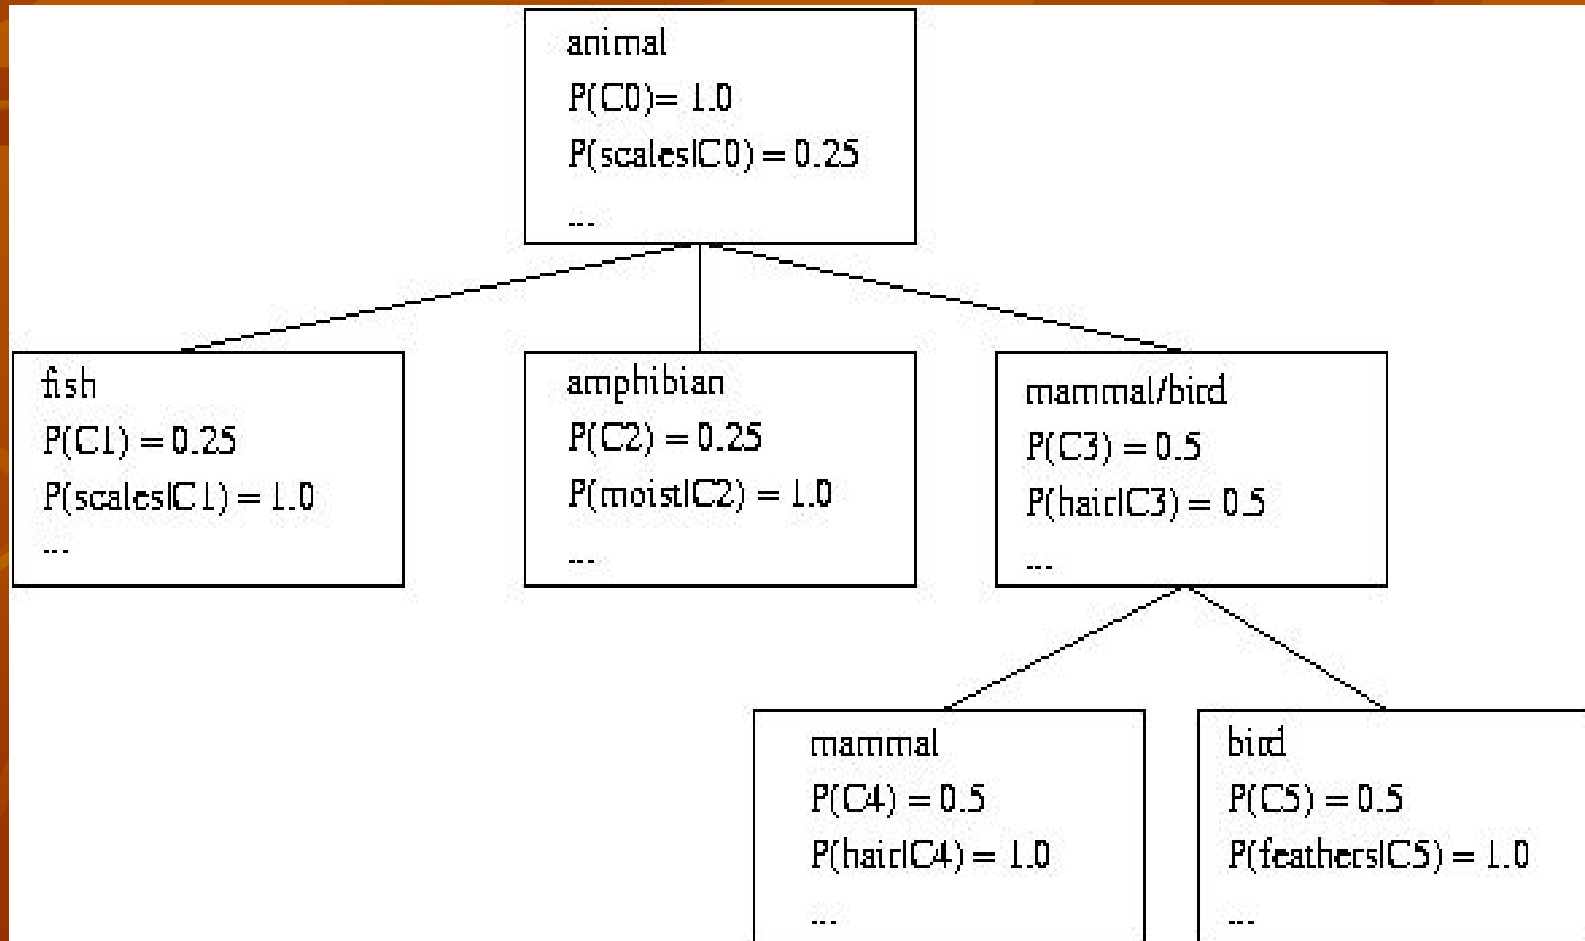 animal
P(C0)= 1.0
P(scales|C0) = 0.25
...
fish
P(C1) = 0.25
P(scales|C1) = 1.0
...
amphibian
P(C2) = 0.25
P(moist|C2) = 1.0
...
mammal/bird
P(C3) = 0.5
P(hair|C3) = 0.5
...
mammal
P(C4) = 0.5
P(hair|C4) = 1.0
...
bird
P(C5) = 0.5
P(feathers|C5) = 1.0
...